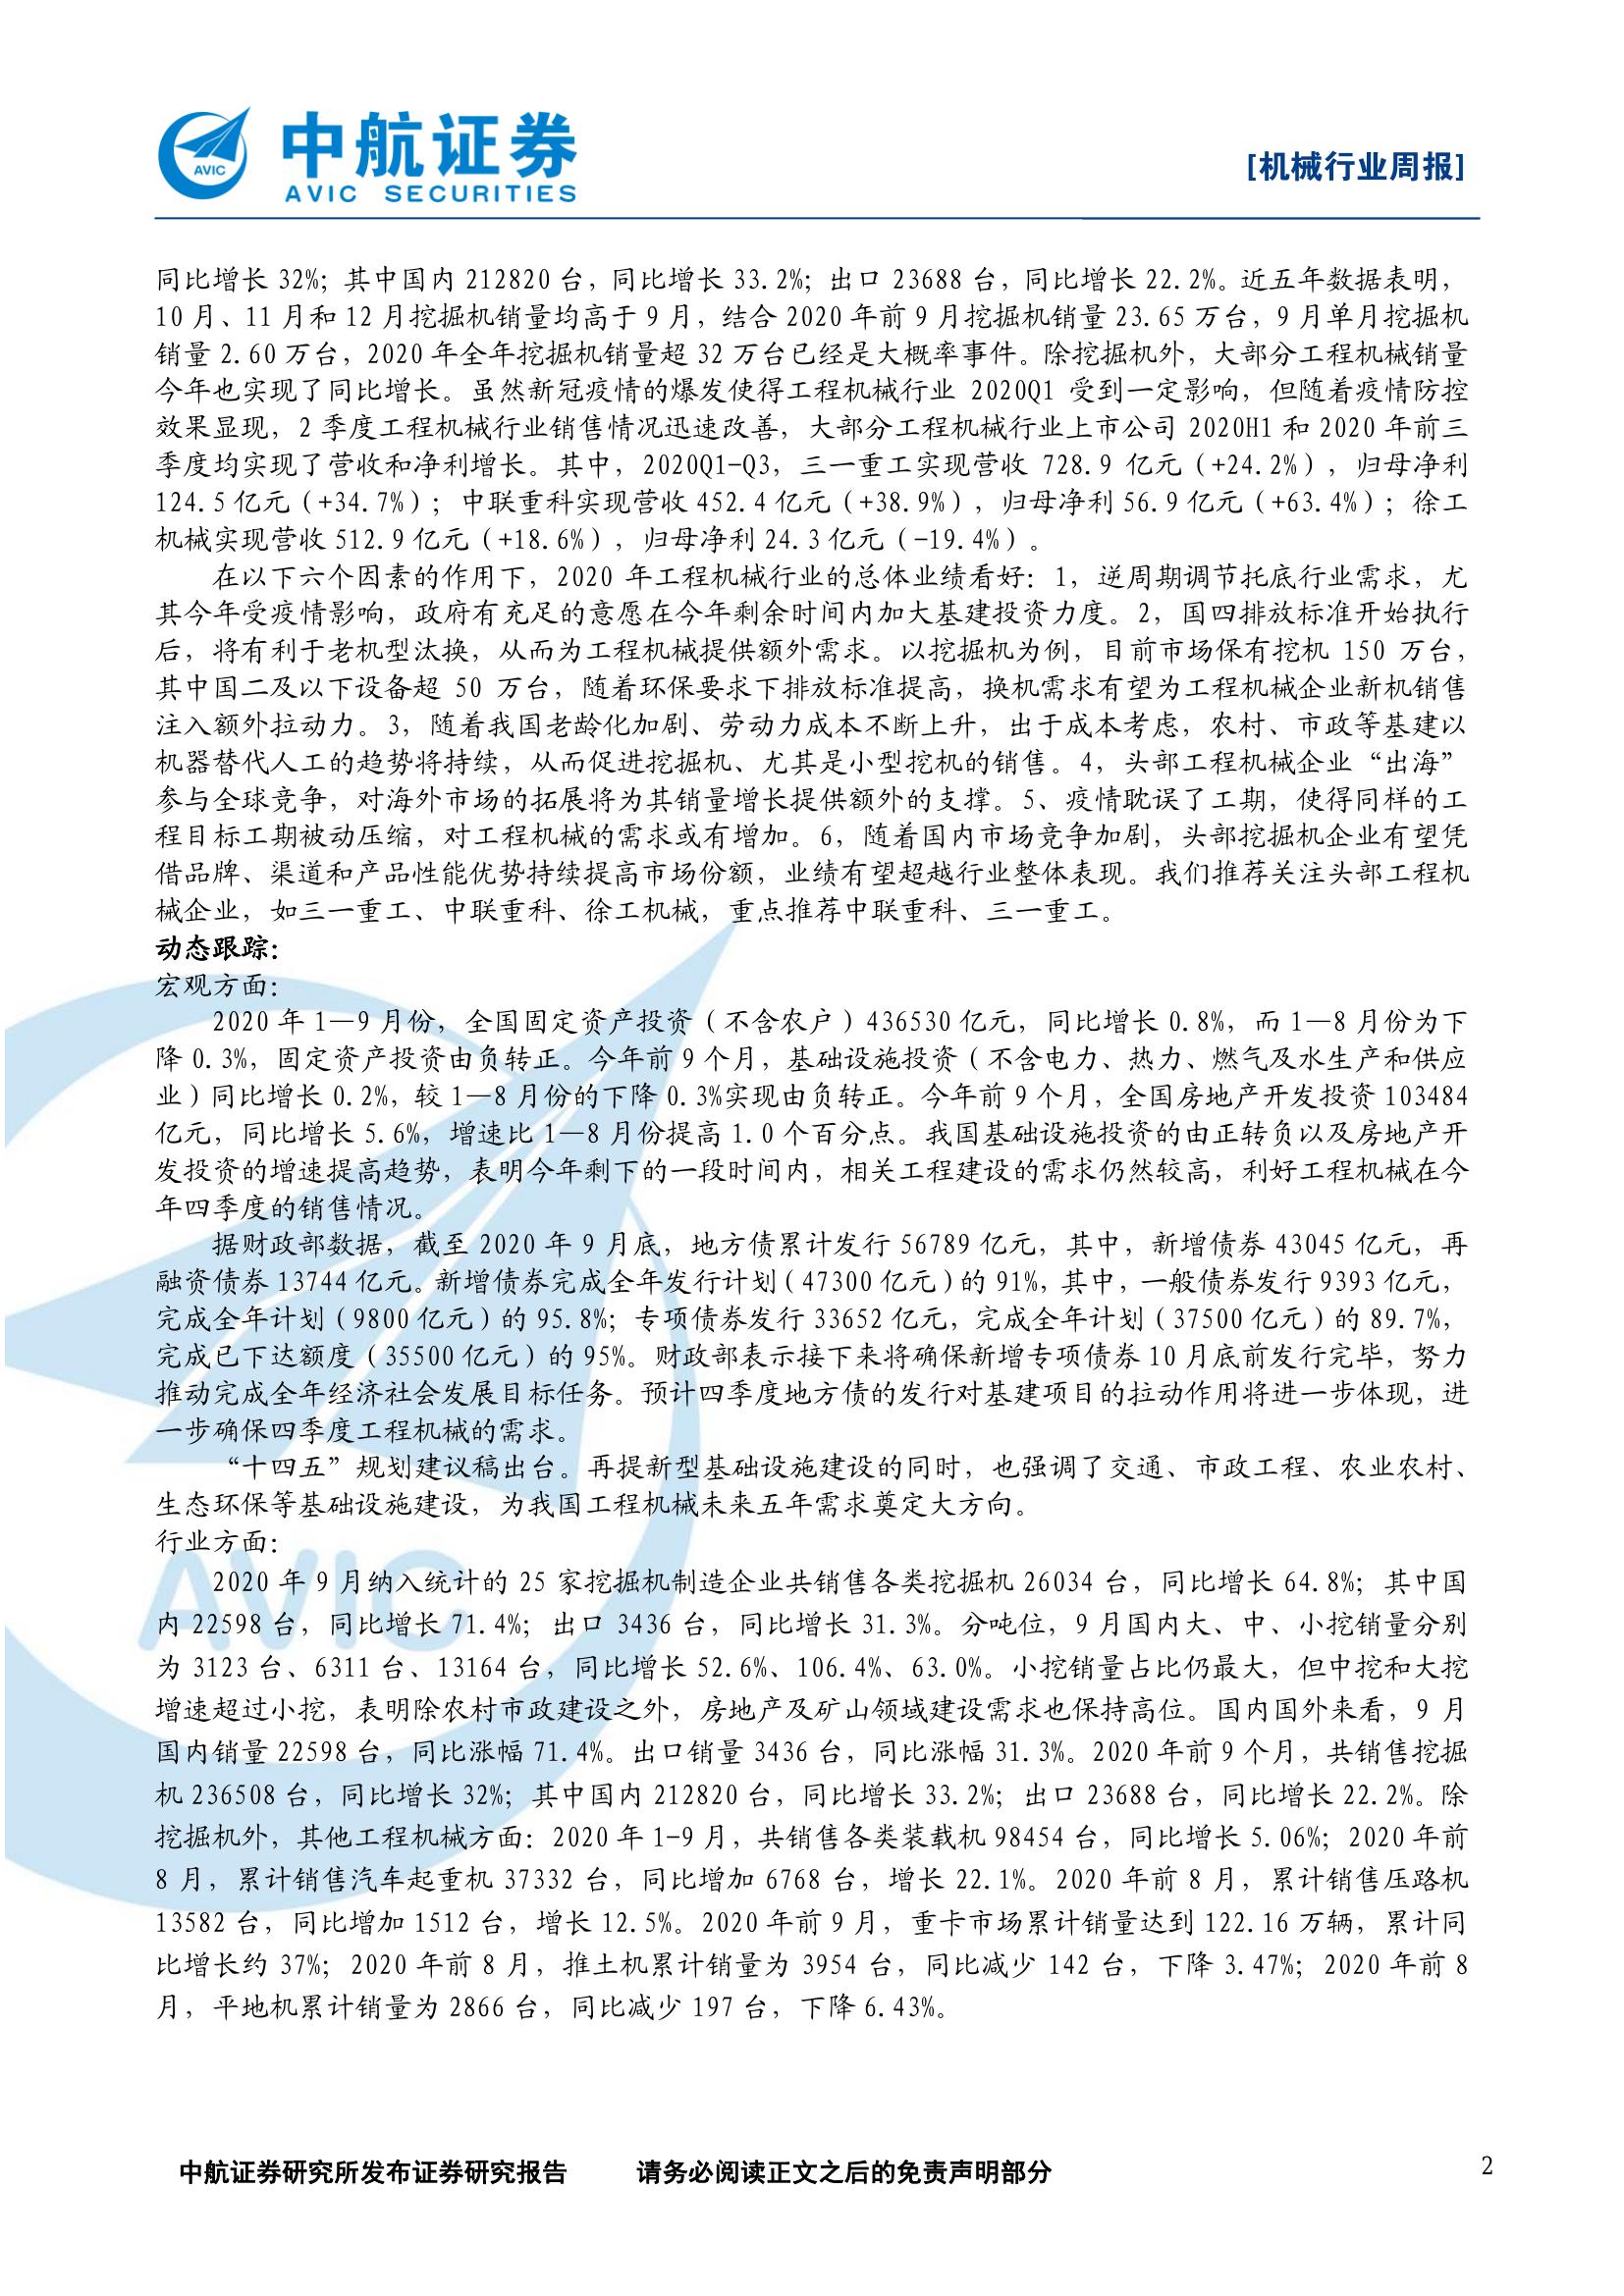 AVIC
中航证券
AVIC SECURITIES
[机械行业周报]
同比增长 32%; 其中国内 212820 台，同比增长 33.2%; 出口 23688 台，同比增长 22.2%。近五年数据表明，
10 月、11 月和 12 月挖掘机销量均高于 9 月，结合 2020 年前 9 月挖掘机销量 23.65 万台，9 月单月挖掘机
销量 2.60 万台，2020 年全年挖掘机销量超 32 万台已经是大概率事件。除挖掘机外，大部分工程机械销量
今年也实现了同比增长。虽然新冠疫情的爆发使得工程机械行业 2020Q1 受到一定影响，但随着疫情防控
效果显现，2 季度工程机械行业销售情况迅速改善，大部分工程机械行业上市公司 2020H1 和 2020 年前三
季度均实现了营收和净利增长。其中，2020Q1-Q3，三一重工实现营收 728.9 亿元（+24.2%），归母净利
124.5 亿元（+34.7%）；中联重科实现营收 452.4 亿元（+38.9%），归母净利 56.9 亿元（+63.4%）；徐工
机械实现营收 512.9 亿元（+18.6%），归母净利 24.3 亿元（-19.4%）。
在以下六个因素的作用下，2020 年工程机械行业的总体业绩看好：1，逆周期调节托底行业需求，尤
其今年受疫情影响，政府有充足的意愿在今年剩余时间内加大基建投资力度。2，国四排放标准开始执行
后，将有利于老机型汰换，从而为工程机械提供额外需求。以挖掘机为例，目前市场保有挖机 150 万台，
其中国二及以下设备超 50 万台，随着环保要求下排放标准提高，换机需求有望为工程机械企业新机销售
注入额外拉动力。3，随着我国老龄化加剧、劳动力成本不断上升，出于成本考虑，农村、市政等基建以
机器替代人工的趋势将持续，从而促进挖掘机、尤其是小型挖机的销售。4，头部工程机械企业“出海”
参与全球竞争，对海外市场的拓展将为其销量增长提供额外的支撑。5、疫情耽误了工期，使得同样的工
程目标工期被动压缩，对工程机械的需求或有增加。6，随着国内市场竞争加剧，头部挖掘机企业有望凭
借品牌、渠道和产品性能优势持续提高市场份额，业绩有望超越行业整体表现。我们推荐关注头部工程机
械企业，如三一重工、中联重科、徐工机械，重点推荐中联重科、三一重工。
动态跟踪：
宏观方面：
2020 年 1—9 月份，全国固定资产投资（不含农户）436530 亿元，同比增长 0.8%，而 1—8 月份为下
降 0.3%，固定资产投资由负转正。今年前 9 个月，基础设施投资（不含电力、热力、燃气及水生产和供应
业）同比增长 0.2%，较 1—8 月份的下降 0.3%实现由负转正。今年前 9 个月，全国房地产开发投资 103484
亿元，同比增长 5.6%，增速比 1—8 月份提高 1.0 个百分点。我国基础设施投资的由正转负以及房地产开
发投资的增速提高趋势，表明今年剩下的一段时间内，相关工程建设的需求仍然较高，利好工程机械在今
年四季度的销售情况。
据财政部数据，截至 2020 年 9 月底，地方债累计发行 56789 亿元，其中，新增债券 43045 亿元，再
融资债券 13744 亿元。新增债券完成全年发行计划（47300 亿元）的 91%，其中，一般债券发行 9393 亿元，
完成全年计划（9800 亿元）的 95.8%；专项债券发行 33652 亿元，完成全年计划（37500 亿元）的 89.7%，
完成已下达额度（35500 亿元）的 95%。财政部表示接下来将确保新增专项债券 10 月底前发行完毕，努力
推动完成全年经济社会发展目标任务。预计四季度地方债的发行对基建项目的拉动作用将进一步体现，进
一步确保四季度工程机械的需求。
“十四五”规划建议稿出台。再提新型基础设施建设的同时，也强调了交通、市政工程、农业农村、
生态环保等基础设施建设，为我国工程机械未来五年需求奠定大方向。
行业方面：
2020 年 9 月纳入统计的 25 家挖掘机制造企业共销售各类挖掘机 26034 台，同比增长 64.8%；其中国
内 22598 台，同比增长 71.4%；出口 3436 台，同比增长 31.3%。分吨位，9 月国内大、中、小挖销量分别
为 3123 台、6311 台、13164 台，同比增长 52.6%、106.4%、63.0%。小挖销量占比仍最大，但中挖和大挖
增速超过小挖，表明除农村市政建设之外，房地产及矿山领域建设需求也保持高位。国内国外来看，9 月
国内销量 22598 台，同比涨幅 71.4%。出口销量 3436 台，同比涨幅 31.3%。2020 年前 9 个月，共销售挖掘
机 236508 台，同比增长 32%；其中国内 212820 台，同比增长 33.2%；出口 23688 台，同比增长 22.2%。除
挖掘机外，其他工程机械方面：2020 年 1-9 月，共销售各类装载机 98454 台，同比增长 5.06%；2020 年前
8 月，累计销售汽车起重机 37332 台，同比增加 6768 台，增长 22.1%。2020 年前 8 月，累计销售压路机
13582 台，同比增加 1512 台，增长 12.5%。2020 年前 9 月，重卡市场累计销量达到 122.16 万辆，累计同
比增长约 37%；2020 年前 8 月，推土机累计销量为 3954 台，同比减少 142 台，下降 3.47%；2020 年前 8
月，平地机累计销量为 2866 台，同比减少 197 台，下降 6.43%。
AVIC
中航证券研究所发布证券研究报告 请务必阅读正文之后的免责声明部分
2